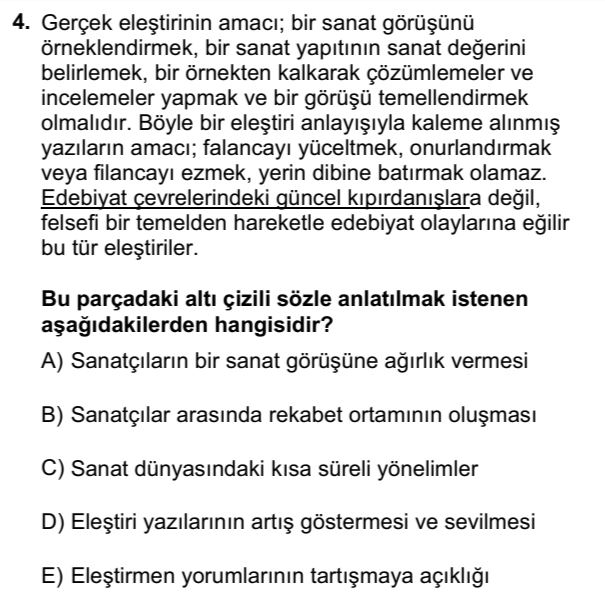 4. Gerçek eleştirinin amacı; bir sanat görüşünü
örneklendirmek, bir sanat yapıtının sanat değerini
belirlemek, bir örnekten kalkarak çözümlemeler ve
incelemeler yapmak ve bir görüşü temellendirmek
olmalıdır. Böyle bir eleştiri anlayışıyla kaleme alınmış
yazıların amacı; falancayı yüceltmek, onurlandırmak
veya filancayı ezmek, yerin dibine batırmak olamaz.
Edebiyat çevrelerindeki güncel kıpırdanışlara değil,
felsefi bir temelden hareketle edebiyat olaylarına eğilir
bu tür eleştiriler.
Bu parçadaki altı çizili sözle anlatılmak istenen
aşağıdakilerden hangisidir?
A) Sanatçıların bir sanat görüşüne ağırlık vermesi
B) Sanatçılar arasında rekabet ortamının oluşması
C) Sanat dünyasındaki kısa süreli yönelimler
D) Eleştiri yazılarının artış göstermesi ve sevilmesi
E) Eleştirmen yorumlarının tartışmaya açıklığı